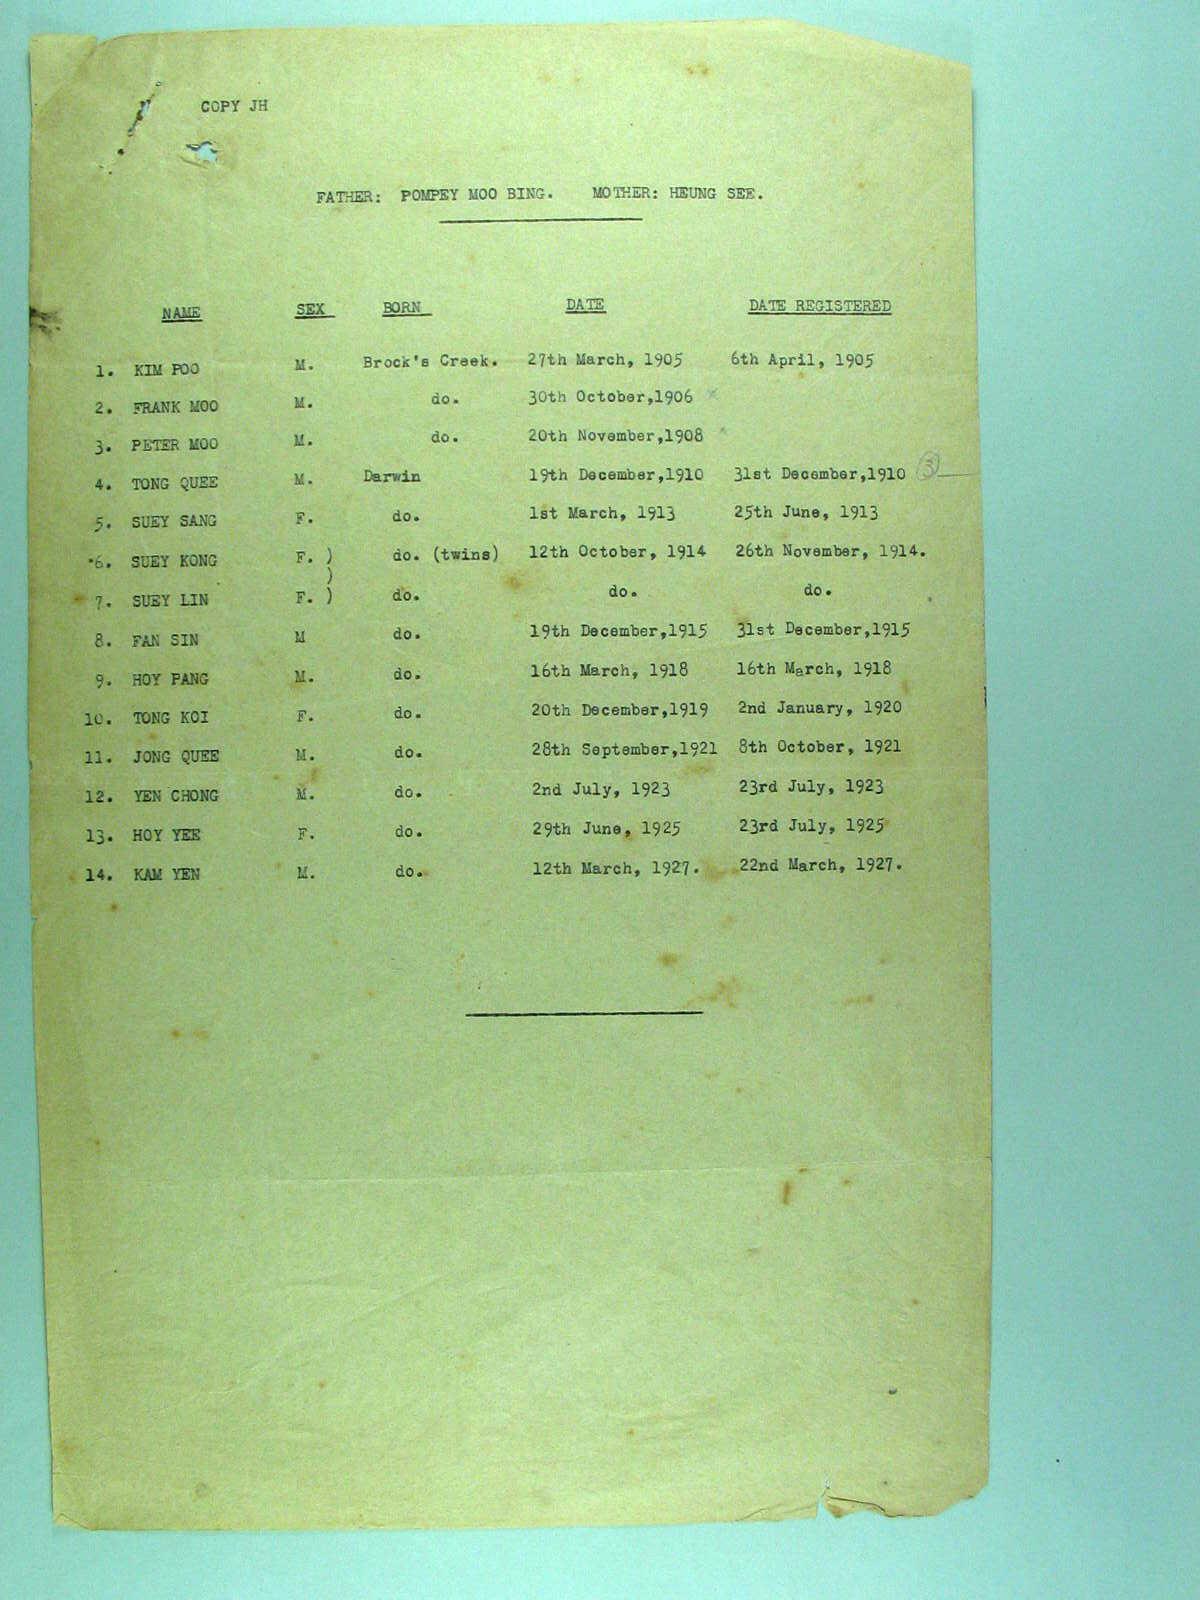 COPY JH
FATHER: POMPEY MOO BING. MOTHER: HEUNG SEE.
NAME SEX BORN DATE DATE REGISTERED
1. KIM POO M. Brock's Creek. 27th March, 1905 6th April, 1905
2. FRANK MOO M. do. 30th October,1906 x
3. PETER MOO M. do. 20th November,1908 x
4. TONG QUEE M. Darwin 19th December,1910 31st December,1910 3
5. SUEY SANG F. do. 1st March, 1913 25th June, 1913
6. SUEY KONG F. ) do. (twins) 12th October, 1914 26th November, 1914.
)
7. SUEY LIN F. ) do. do. do.
8. FAN SIN M do. 19th December,1915 31st December,1915
9. HOY PANG M. do. 16th March, 1918 16th March, 1918
10. TONG KOI F. do. 20th December,1919 2nd January, 1920
11. JONG QUEE M. do. 28th September,1921 8th October, 1921
12. YEN CHONG M. do. 2nd July, 1923 23rd July, 1923
13. HOY YEE F. do. 29th June, 1925 23rd July, 1925
14. KAM YEN M. do. 12th March, 1927. 22nd March, 1927.